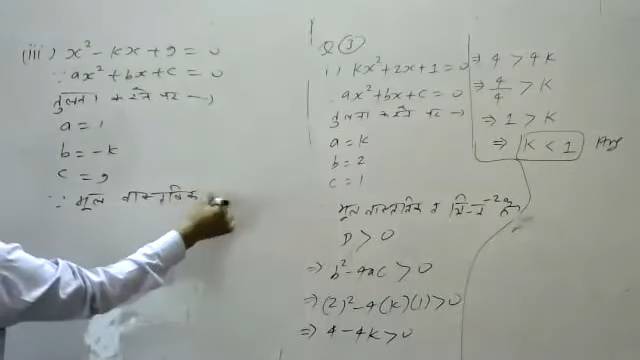 (iii) x² - kx + 9 = 0
∵ ax² + bx + c = 0
तुलना करने पर →
a = 1
b = -k
c = 9
∵ मूल वास्तविक
Q ③
i) kx² + 2x + 1 = 0
∵ ax² + bx + c = 0
तुलना करने पर →
a = k
b = 2
c = 1
मूल वास्तविक व भिन्न-२ है
D > 0
⇒ b² - 4ac > 0
⇒ (2)² - 4(k)(1) > 0
⇒ 4 - 4k > 0
⇒ 4 > 4k
⇒ 4/4 > k
⇒ 1 > k
⇒ k < 1 Ans